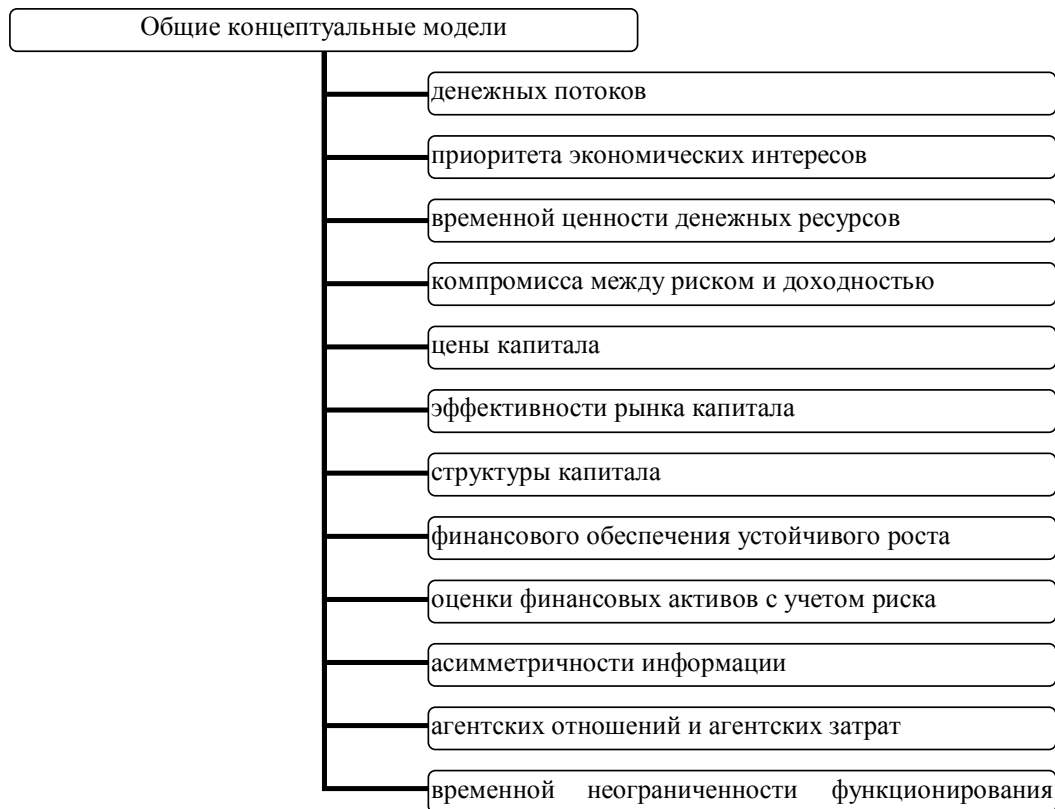 Общие концептуальные модели
денежных потоков
приоритета экономических интересов
временной ценности денежных ресурсов
компромисса между риском и доходностью
цены капитала
эффективности рынка капитала
структуры капитала
финансового обеспечения устойчивого роста
оценки финансовых активов с учетом риска
асимметричности информации
агентских отношений и агентских затрат
временной неограниченности функционирования